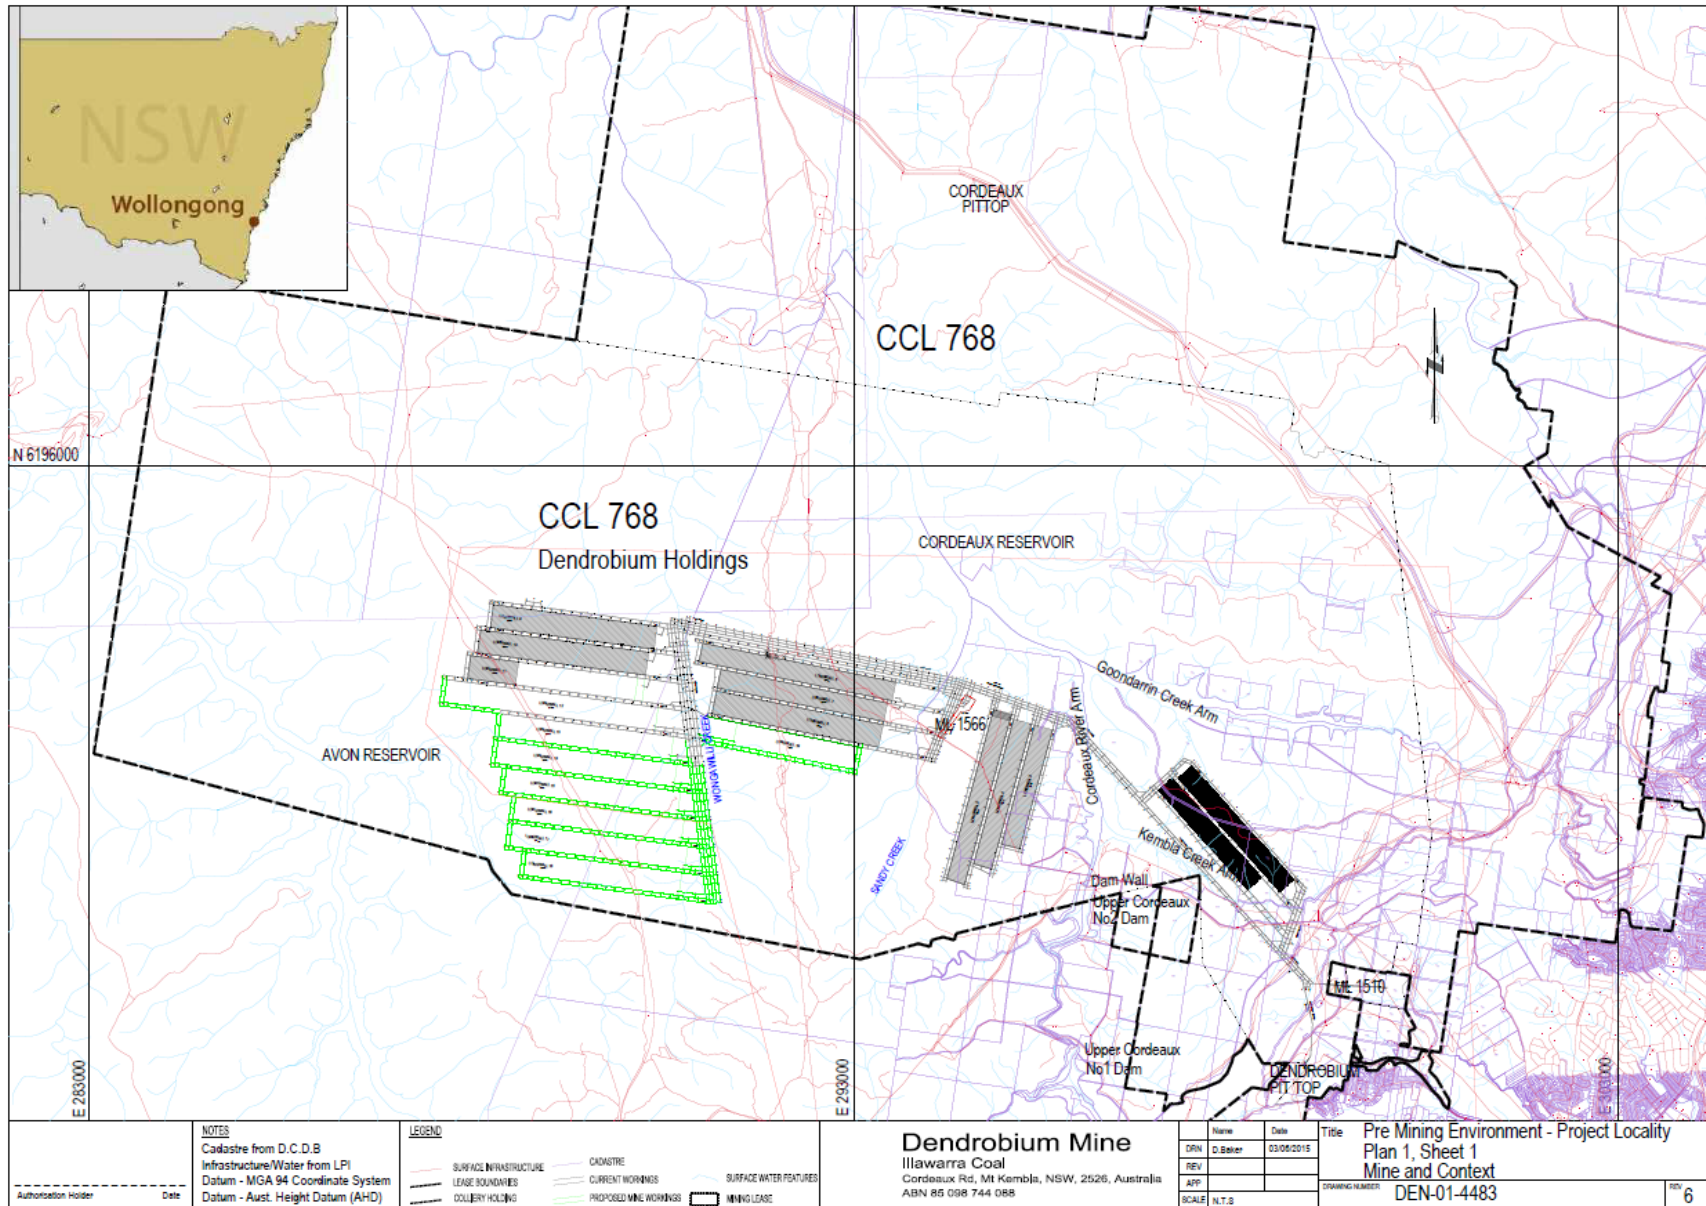 NSW
Wollongong
CORDEAUX
PITTOP
CCL 768
N 6196000
CCL 768
Dendrobium Holdings
CORDEAUX RESERVOIR
Goondarrin Creek Arm
Cordeaux River Arm
ML 1566
WONGAWILLI CREEK
AVON RESERVOIR
Kembla Creek Arm
SANDY CREEK
Dam Wall
Upper Cordeaux
No2 Dam
ML 1510
Upper Cordeaux
No1 Dam
DENDROBIUM
PIT TOP
E 283000
E 293000
E 303000
Authorisation Holder
Date
NOTES
Cadastre from D.C.D.B
Infrastructure/Water from LPI
Datum - MGA 94 Coordinate System
Datum - Aust. Height Datum (AHD)
LEGEND
SURFACE INFRASTRUCTURE
LEASE BOUNDARIES
COLLIERY HOLDING
CADASTRE
CURRENT WORKINGS
PROPOSED MINE WORKINGS
SURFACE WATER FEATURES
MINING LEASE
Dendrobium Mine
Illawarra Coal
Cordeaux Rd, Mt Kembla, NSW, 2526, Australia
ABN 85 098 744 088
Name Date
DRN D.Baker 03/06/2015
REV
APP
SCALE N.T.S
Title Pre Mining Environment - Project Locality
Plan 1, Sheet 1
Mine and Context
DRAWING NUMBER DEN-01-4483
REV 6